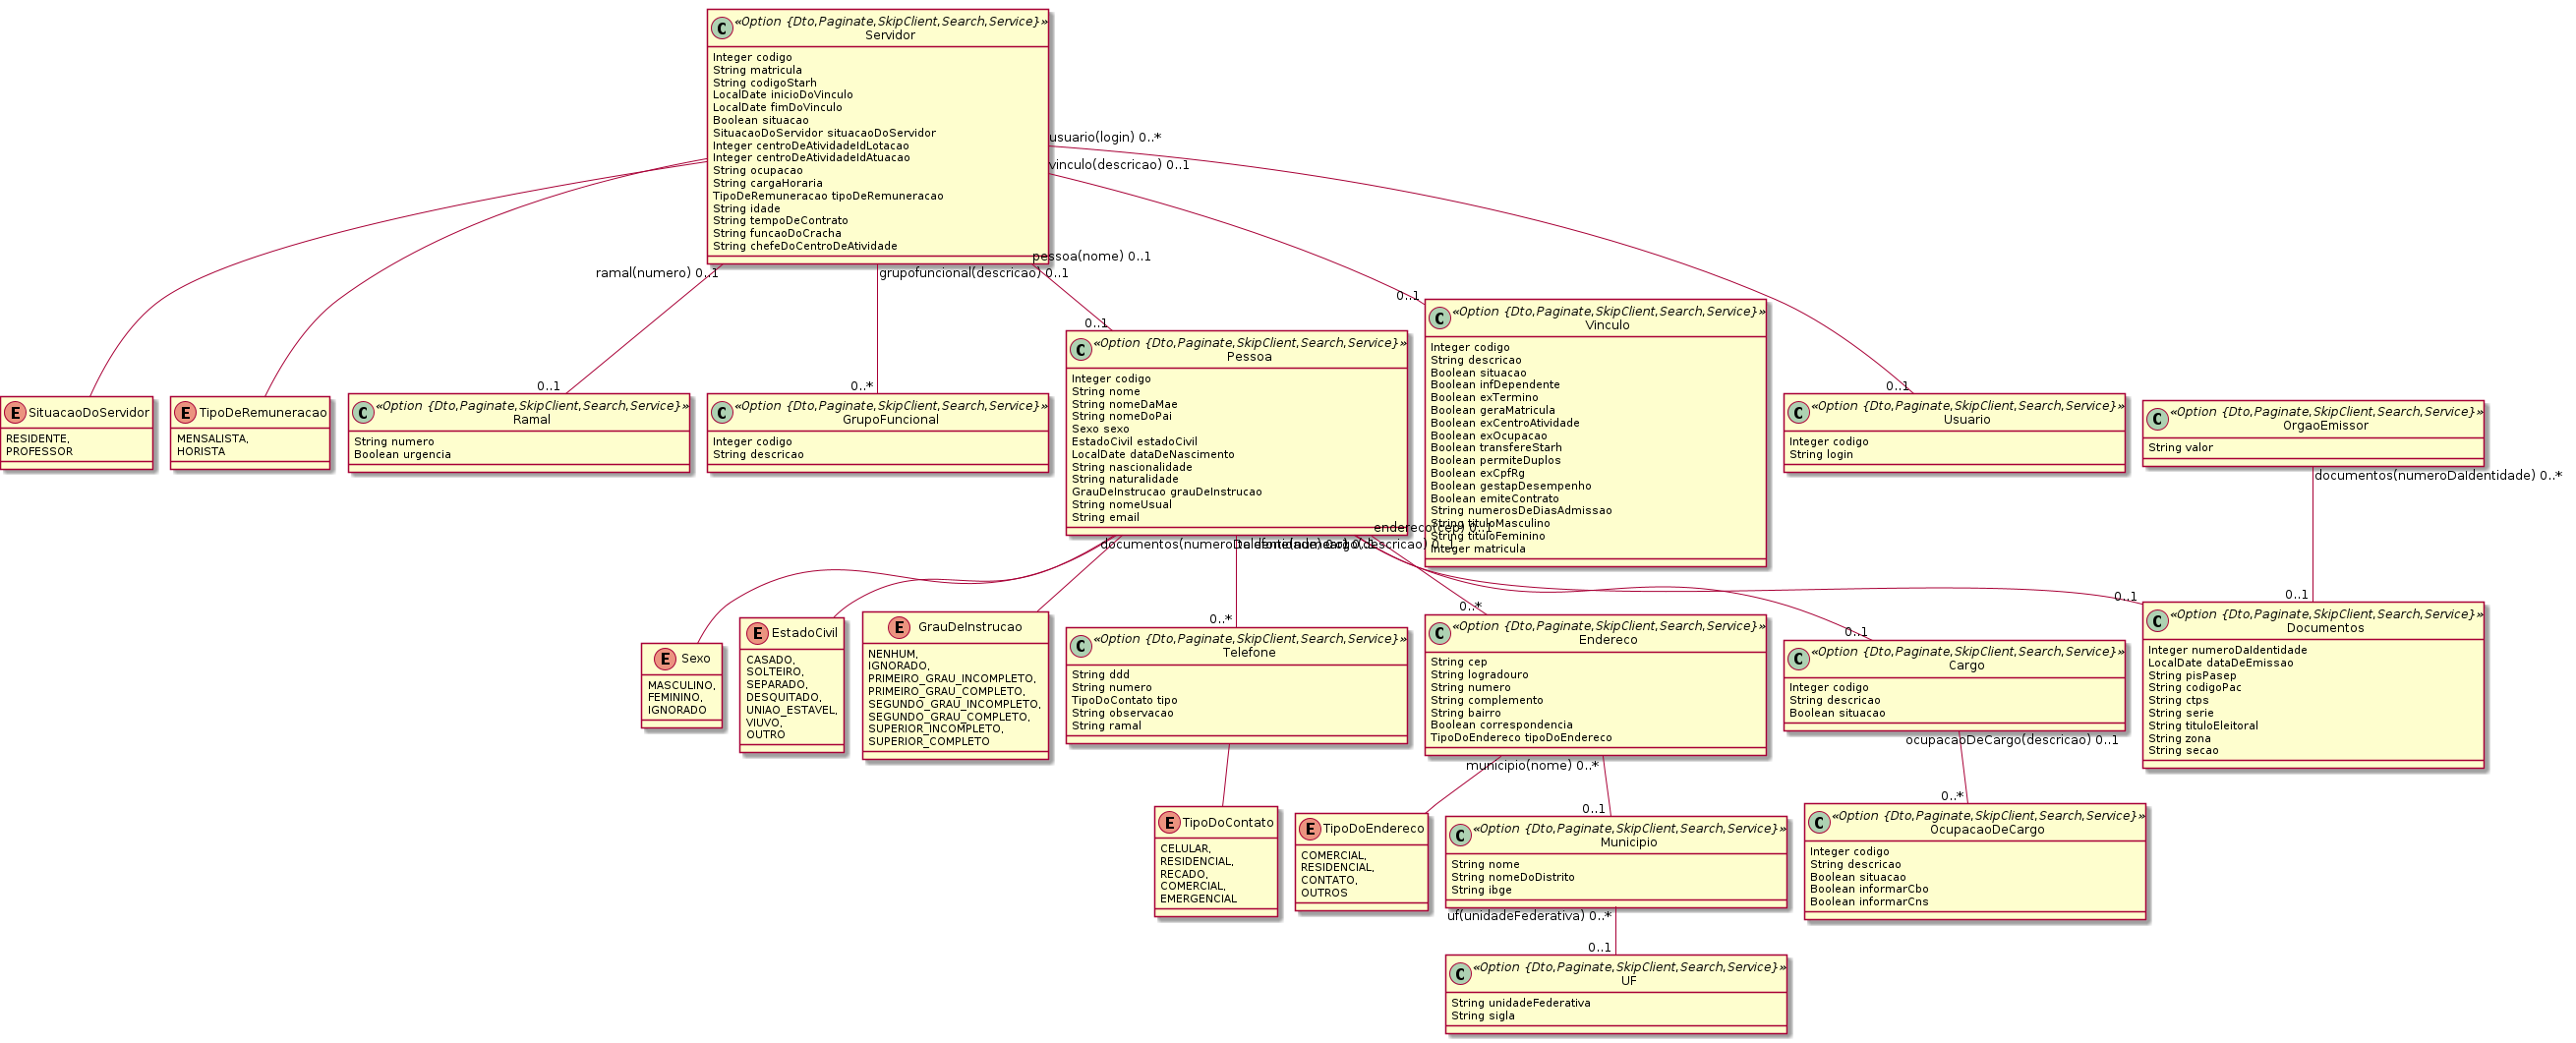 «Option {Dto,Paginate,SkipClient,Search,Service}»
Servidor
Integer codigo
String matricula
String codigoStarh
LocalDate inicioDoVinculo
LocalDate fimDoVinculo
Boolean situacao
SituacaoDoServidor situacaoDoServidor
Integer centroDeAtividadeIdLotacao
Integer centroDeAtividadeIdAtuacao
String ocupacao
String cargaHoraria
TipoDeRemuneracao tipoDeRemuneracao
String idade
String tempoDeContrato
String funcaoDoCracha
String chefeDoCentroDeAtividade
usuario(login) 0..*
vinculo(descricao) 0..1
pessoa(nome) 0..1
ramal(numero) 0..1
grupofuncional(descricao) 0..1
0..1
0..1
0..1
0..*
0..1
SituacaoDoServidor
RESIDENTE,
PROFESSOR
TipoDeRemuneracao
MENSALISTA,
HORISTA
«Option {Dto,Paginate,SkipClient,Search,Service}»
Ramal
String numero
Boolean urgencia
«Option {Dto,Paginate,SkipClient,Search,Service}»
GrupoFuncional
Integer codigo
String descricao
«Option {Dto,Paginate,SkipClient,Search,Service}»
Pessoa
Integer codigo
String nome
String nomeDaMae
String nomeDoPai
Sexo sexo
EstadoCivil estadoCivil
LocalDate dataDeNascimento
String nascionalidade
String naturalidade
GrauDeInstrucao grauDeInstrucao
String nomeUsual
String email
«Option {Dto,Paginate,SkipClient,Search,Service}»
Vinculo
Integer codigo
String descricao
Boolean situacao
Boolean infDependente
Boolean exTermino
Boolean geraMatricula
Boolean exCentroAtividade
Boolean exOcupacao
Boolean transfereStarh
Boolean permiteDuplos
Boolean exCpfRg
Boolean gestapDesempenho
Boolean emiteContrato
String numerosDeDiasAdmissao
String tituloMasculino
String tituloFeminino
Integer matricula
«Option {Dto,Paginate,SkipClient,Search,Service}»
Usuario
Integer codigo
String login
«Option {Dto,Paginate,SkipClient,Search,Service}»
OrgaoEmissor
String valor
documentos(numeroDaIdentidade) 0..*
endereco(cep) 0..1
0..*
0..*
0..1
0..1
0..1
Sexo
MASCULINO,
FEMININO,
IGNORADO
EstadoCivil
CASADO,
SOLTEIRO,
SEPARADO,
DESQUITADO,
UNIAO_ESTAVEL,
VIUVO,
OUTRO
GrauDeInstrucao
NENHUM,
IGNORADO,
PRIMEIRO_GRAU_INCOMPLETO,
PRIMEIRO_GRAU_COMPLETO,
SEGUNDO_GRAU_INCOMPLETO,
SEGUNDO_GRAU_COMPLETO,
SUPERIOR_INCOMPLETO,
SUPERIOR_COMPLETO
«Option {Dto,Paginate,SkipClient,Search,Service}»
Telefone
String ddd
String numero
TipoDoContato tipo
String observacao
String ramal
«Option {Dto,Paginate,SkipClient,Search,Service}»
Endereco
String cep
String logradouro
String numero
String complemento
String bairro
Boolean correspondencia
TipoDoEndereco tipoDoEndereco
«Option {Dto,Paginate,SkipClient,Search,Service}»
Cargo
Integer codigo
String descricao
Boolean situacao
«Option {Dto,Paginate,SkipClient,Search,Service}»
Documentos
Integer numeroDaIdentidade
LocalDate dataDeEmissao
String pisPasep
String codigoPac
String ctps
String serie
String tituloEleitoral
String zona
String secao
municipio(nome) 0..*
0..1
ocupacaoDeCargo(descricao) 0..1
0..*
TipoDoContato
CELULAR,
RESIDENCIAL,
RECADO,
COMERCIAL,
EMERGENCIAL
TipoDoEndereco
COMERCIAL,
RESIDENCIAL,
CONTATO,
OUTROS
«Option {Dto,Paginate,SkipClient,Search,Service}»
Municipio
String nome
String nomeDoDistrito
String ibge
«Option {Dto,Paginate,SkipClient,Search,Service}»
OcupacaoDeCargo
Integer codigo
String descricao
Boolean situacao
Boolean informarCbo
Boolean informarCns
uf(unidadeFederativa) 0..*
0..1
«Option {Dto,Paginate,SkipClient,Search,Service}»
UF
String unidadeFederativa
String sigla